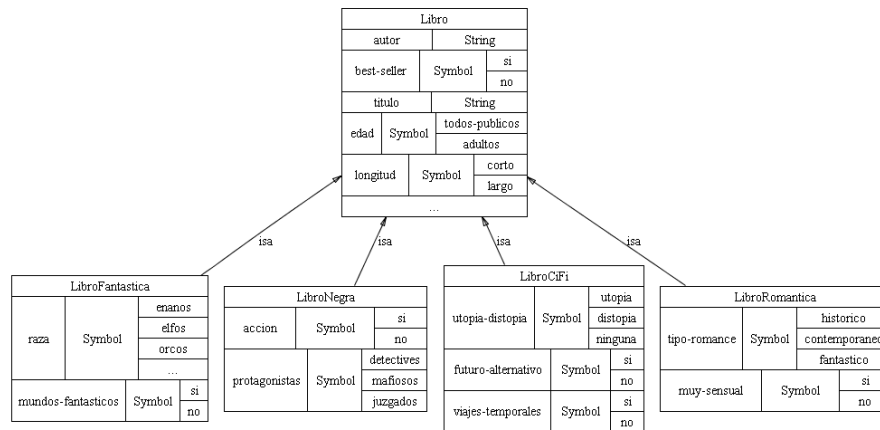 Libro
autor String
best-seller Symbol si
no
titulo String
edad Symbol todos-publicos
adultos
longitud Symbol corto
largo
...
isa isa isa isa
LibroFantastica
raza Symbol enanos
elfos
orcos
...
mundos-fantasticos Symbol si
no
LibroNegra
accion Symbol si
no
protagonistas Symbol detectives
mafiosos
juzgados
LibroCiFi
utopia-distopia Symbol utopia
distopia
ninguna
futuro-alternativo Symbol si
no
viajes-temporales Symbol si
no
LibroRomantica
tipo-romance Symbol historico
contemporaneo
fantastico
muy-sensual Symbol si
no